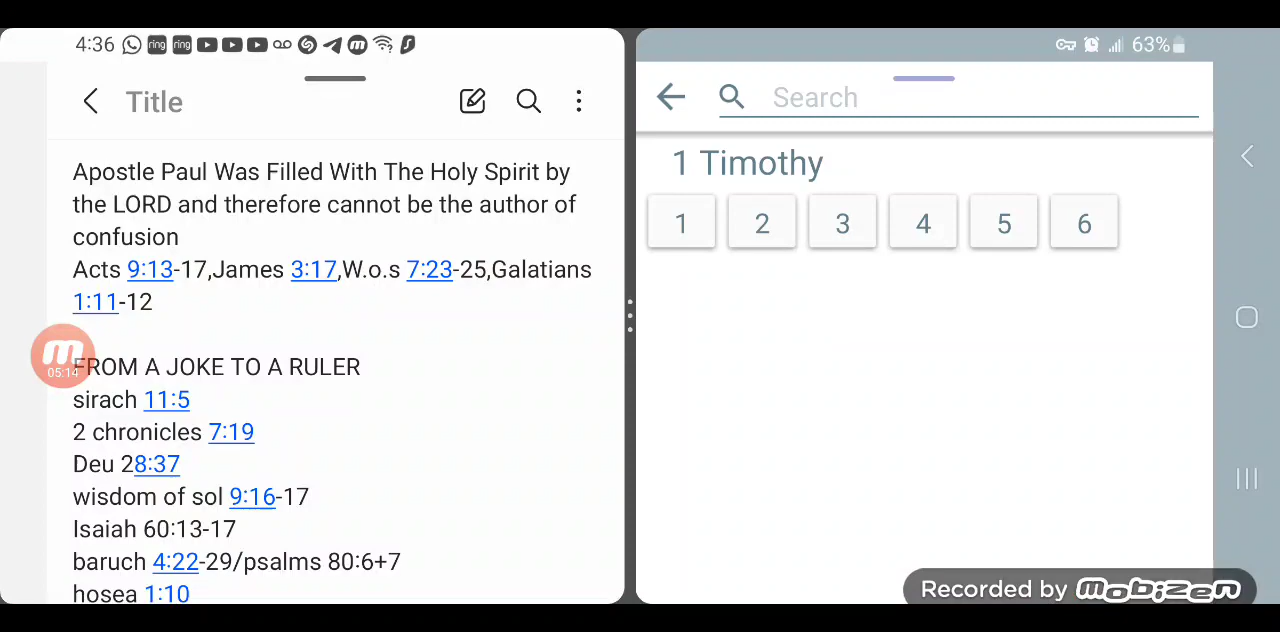 4:36 ring ring
Title
Apostle Paul Was Filled With The Holy Spirit by
the LORD and therefore cannot be the author of
confusion
Acts 9:13-17,James 3:17,W.o.s 7:23-25,Galatians
1:11-12
FROM A JOKE TO A RULER
05:14
sirach 11:5
2 chronicles 7:19
Deu 28:37
wisdom of sol 9:16-17
Isaiah 60:13-17
baruch 4:22-29/psalms 80:6+7
hosea 1:10
63%
Search
1 Timothy
1 2 3 4 5 6
Recorded by mobizen